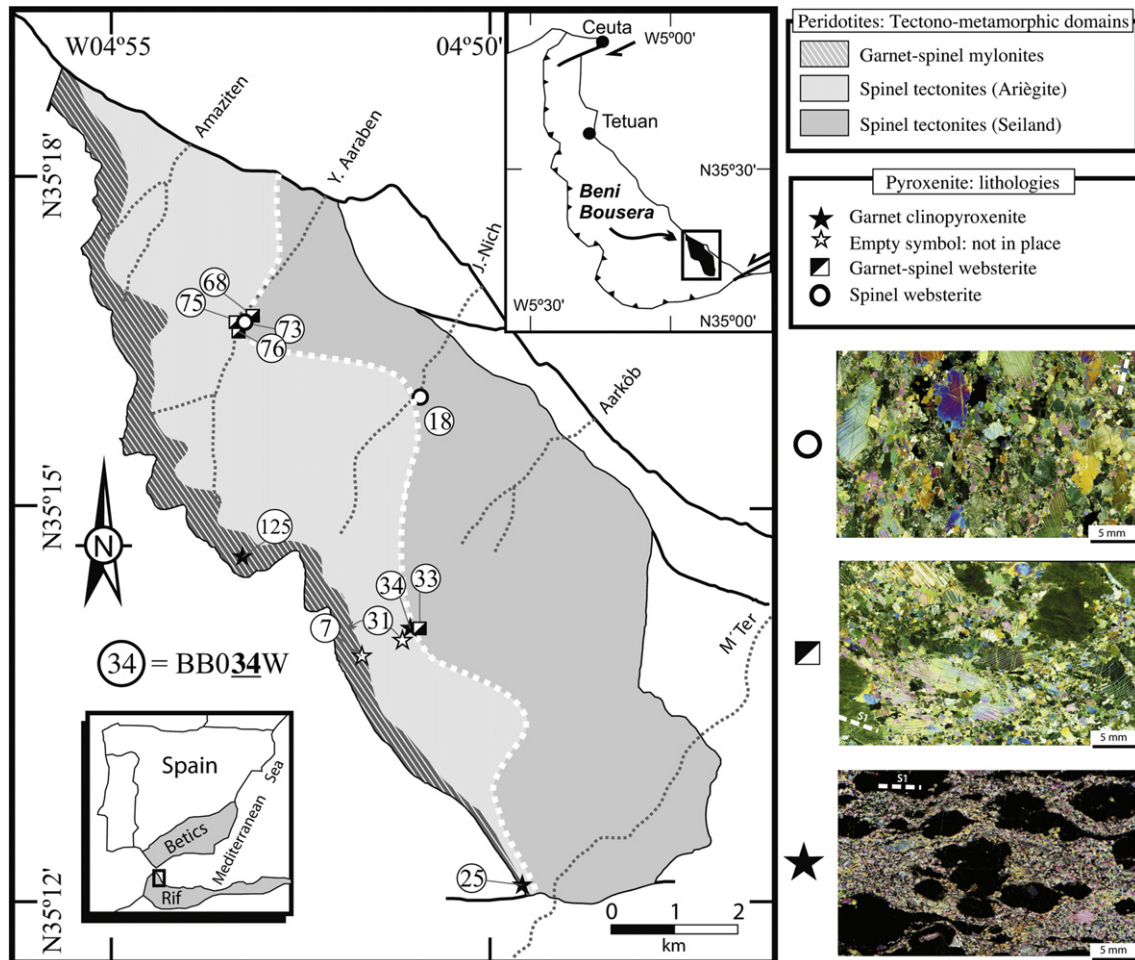 W04º55
04º50'
N35º18'
N35º15'
N35º12'
Amaziten
Y. Aaraben
J.-Nich
Aarkôb
M´Ter
68
75
73
76
18
125
34
33
7
31
25
N
34 = BB034W
Spain
Betics
Rif
Mediterranean Sea
0 1 2
km
Ceuta
W5º00'
Tetuan
N35º30'
Beni
Bousera
W5º30'
N35º00'
Peridotites: Tectono-metamorphic domains
Garnet-spinel mylonites
Spinel tectonites (Ariègite)
Spinel tectonites (Seiland)
Pyroxenite: lithologies
Garnet clinopyroxenite
Empty symbol: not in place
Garnet-spinel websterite
Spinel websterite
S1
5 mm
S1
5 mm
S1
5 mm